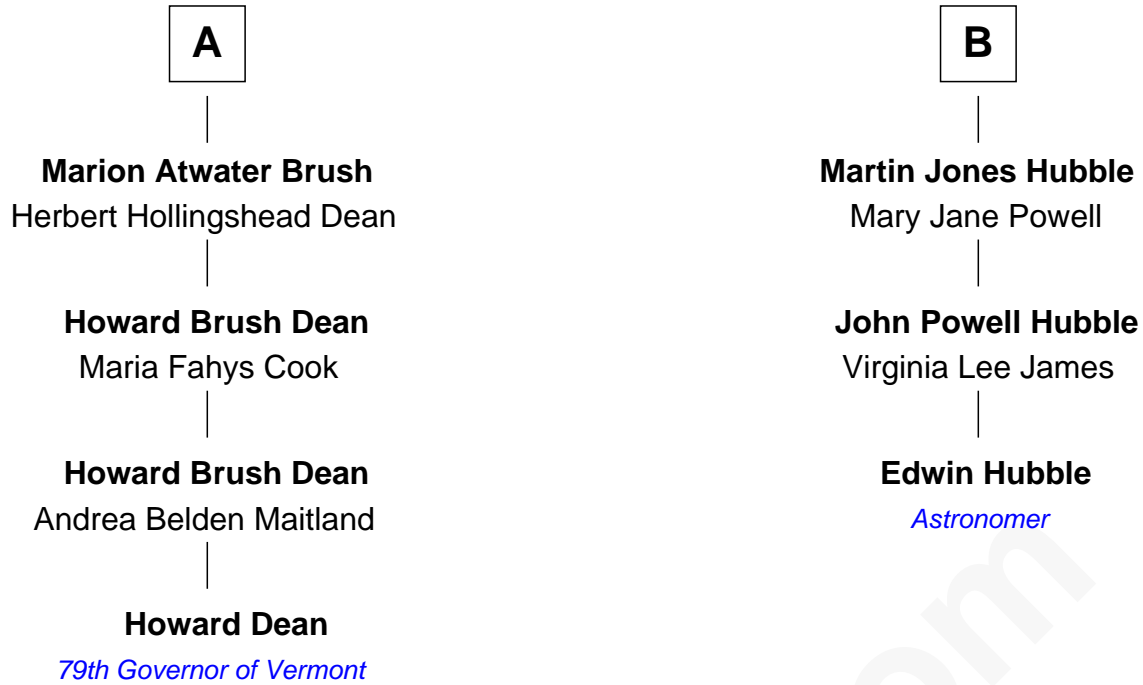 A
Marion Atwater Brush
Herbert Hollingshead Dean
Howard Brush Dean
Maria Fahys Cook
Howard Brush Dean
Andrea Belden Maitland
Howard Dean
79th Governor of Vermont
B
Martin Jones Hubble
Mary Jane Powell
John Powell Hubble
Virginia Lee James
Edwin Hubble
Astronomer
om